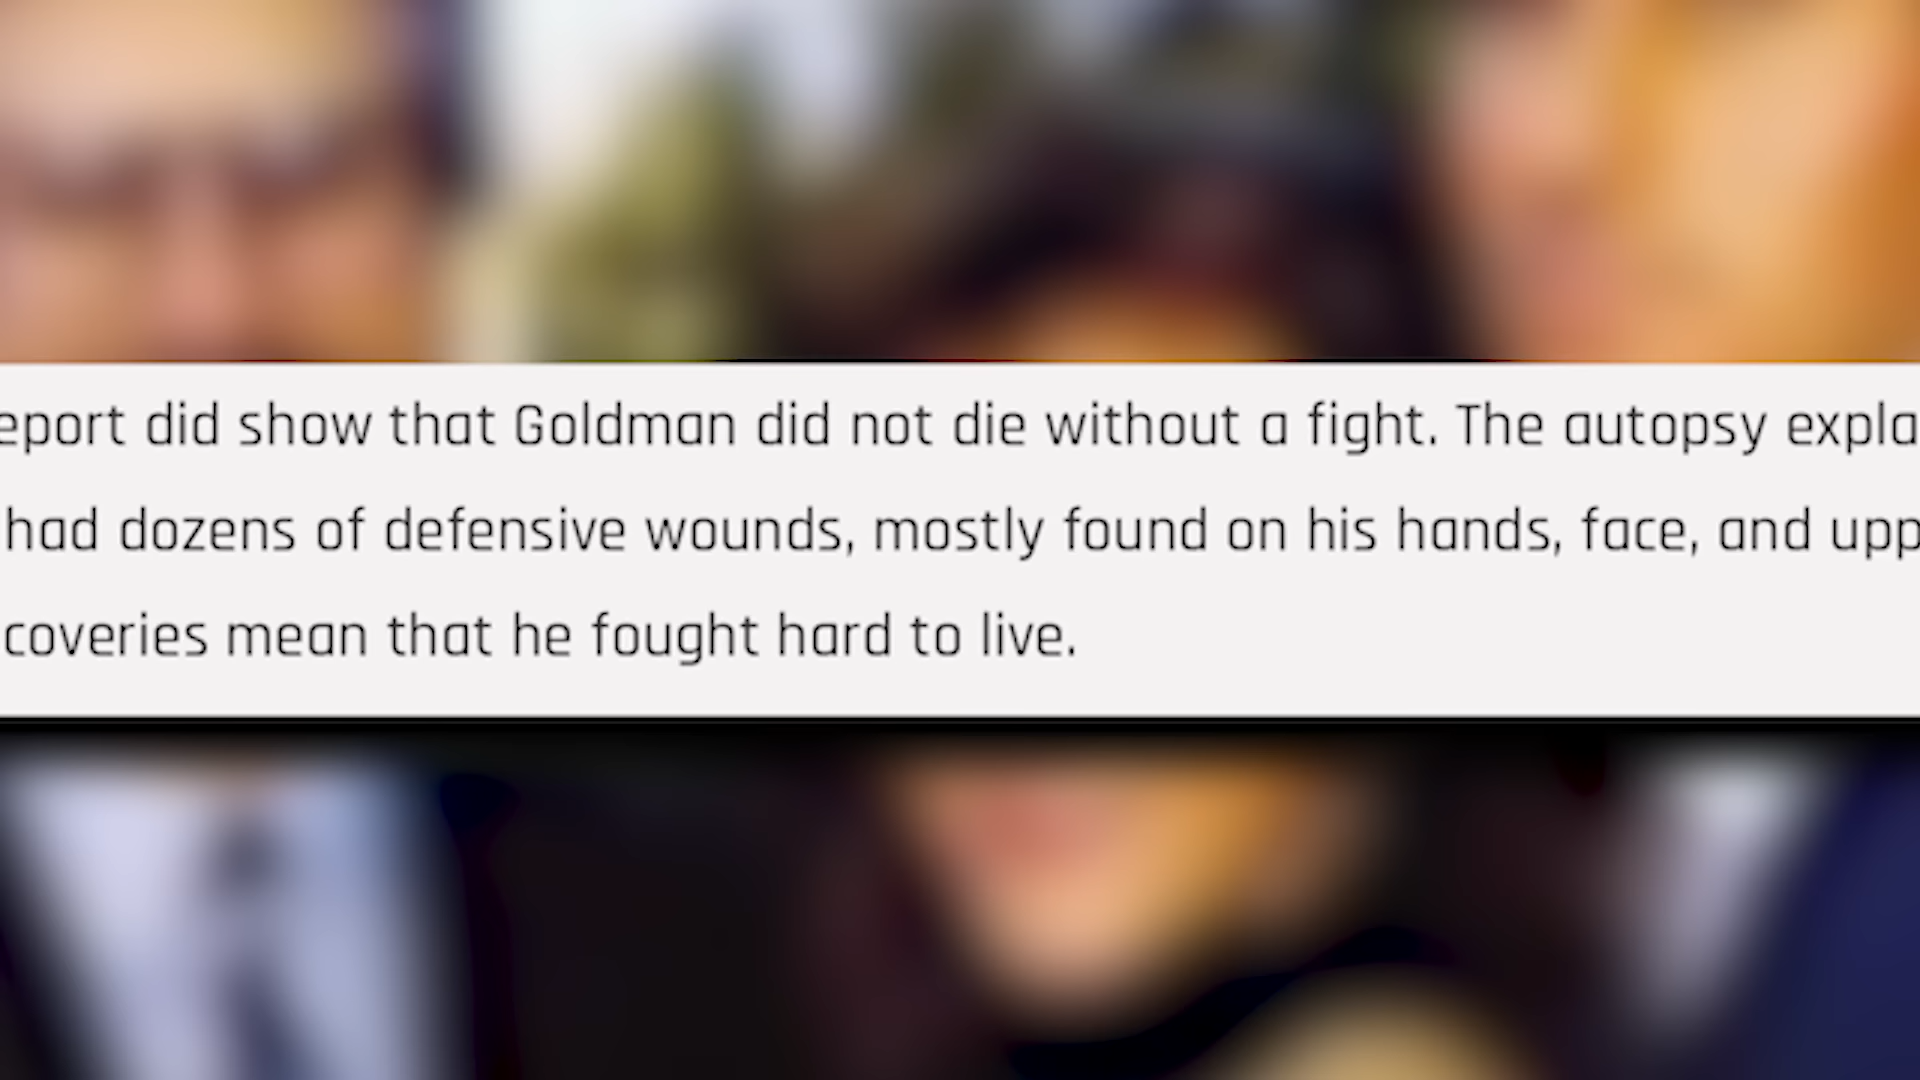 eport did show that Goldman did not die without a fight. The autopsy expla
had dozens of defensive wounds, mostly found on his hands, face, and upp
coveries mean that he fought hard to live.